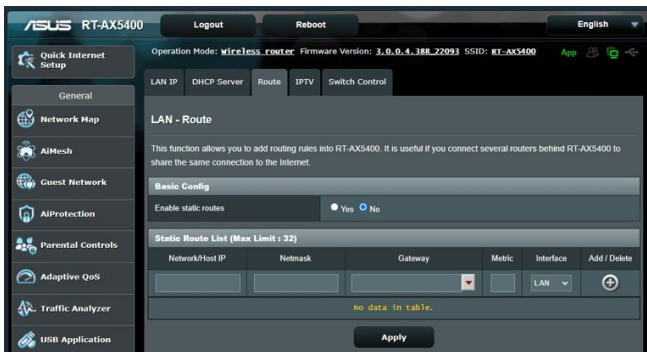 ASUS RT-AX5400 Logout Reboot English
Quick Internet Setup
Operation Mode: Wireless router Firmware Version: 3.0.0.4.388_22093 SSID: RT-AX5400 App
General
Network Map
AiMesh
Guest Network
AiProtection
Parental Controls
Adaptive QoS
Traffic Analyzer
USB Application
LAN IP DHCP Server Route IPTV Switch Control
LAN - Route
This function allows you to add routing rules into RT-AX5400. It is useful if you connect several routers behind RT-AX5400 to
share the same connection to the Internet.
Basic Config
Enable static routes Yes No
Static Route List (Max Limit : 32)
Network/Host IP Netmask Gateway Metric Interface Add / Delete
LAN
No data in table.
Apply